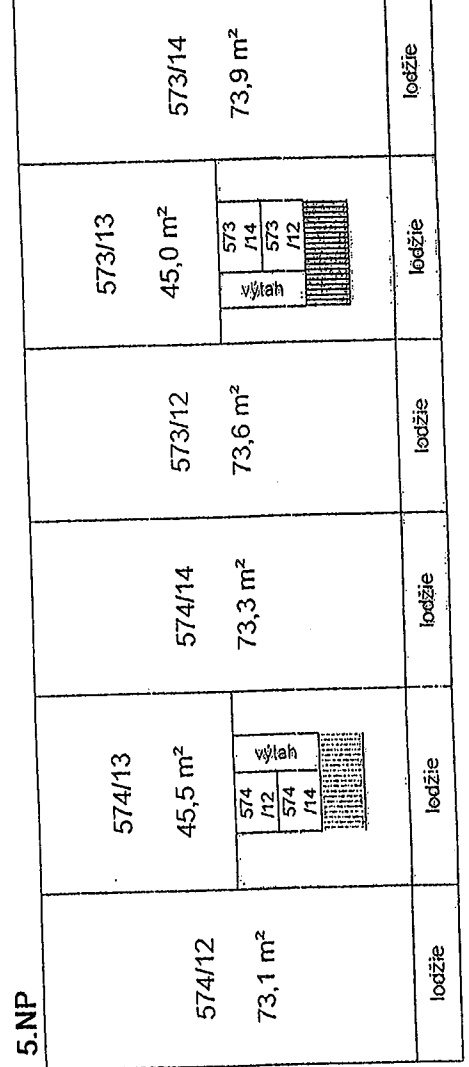 5.NP
574/12
73,1 m²
lodžie
574/13
45,5 m²
574
/12
574
/14
výtah
lodžie
574/14
73,3 m²
lodžie
573/12
73,6 m²
lodžie
573/13
45,0 m²
výtah
573
/14
573
/12
lodžie
573/14
73,9 m²
lodžie